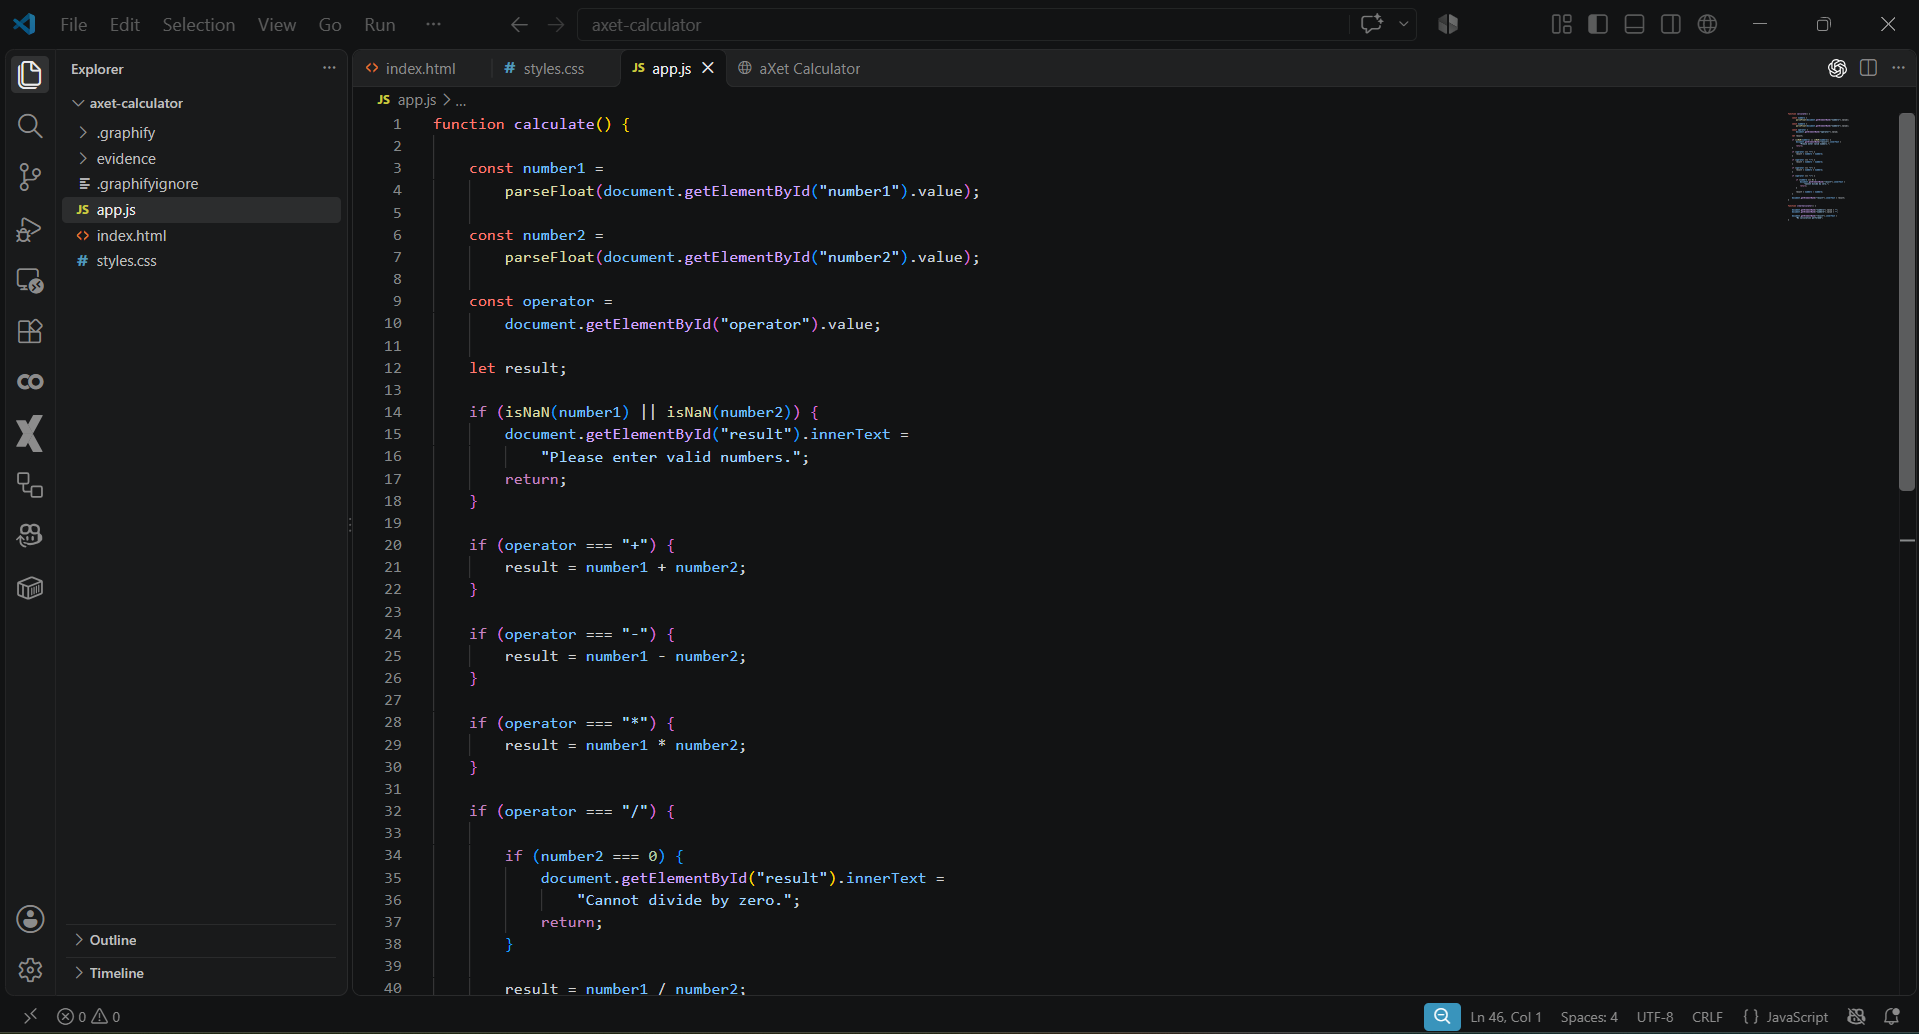 File Edit Selection View Go Run ···
axet-calculator
Explorer
axet-calculator
.graphify
evidence
.graphifyignore
JS app.js
<> index.html
# styles.css
Outline
Timeline
<> index.html
# styles.css
JS app.js
aXet Calculator
JS app.js > ...
1 function calculate() {
2
3 const number1 =
4 parseFloat(document.getElementById("number1").value);
5
6 const number2 =
7 parseFloat(document.getElementById("number2").value);
8
9 const operator =
10 document.getElementById("operator").value;
11
12 let result;
13
14 if (isNaN(number1) || isNaN(number2)) {
15 document.getElementById("result").innerText =
16 "Please enter valid numbers.";
17 return;
18 }
19
20 if (operator === "+") {
21 result = number1 + number2;
22 }
23
24 if (operator === "-") {
25 result = number1 - number2;
26 }
27
28 if (operator === "*") {
29 result = number1 * number2;
30 }
31
32 if (operator === "/") {
33
34 if (number2 === 0) {
35 document.getElementById("result").innerText =
36 "Cannot divide by zero.";
37 return;
38 }
39
40 result = number1 / number2;
0 0
Ln 46, Col 1 Spaces: 4 UTF-8 CRLF {} JavaScript